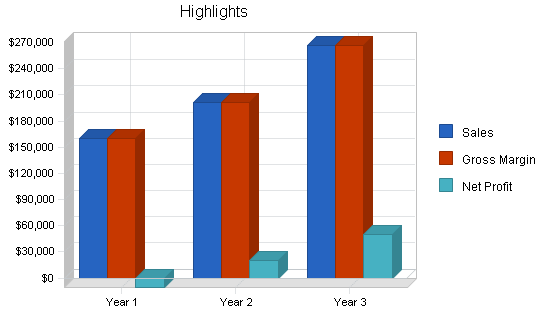 Highlights
$270,000
$240,000
$210,000
$180,000
$150,000
$120,000
$90,000
$60,000
$30,000
$0
Year 1
Year 2
Year 3
Sales
Gross Margin
Net Profit